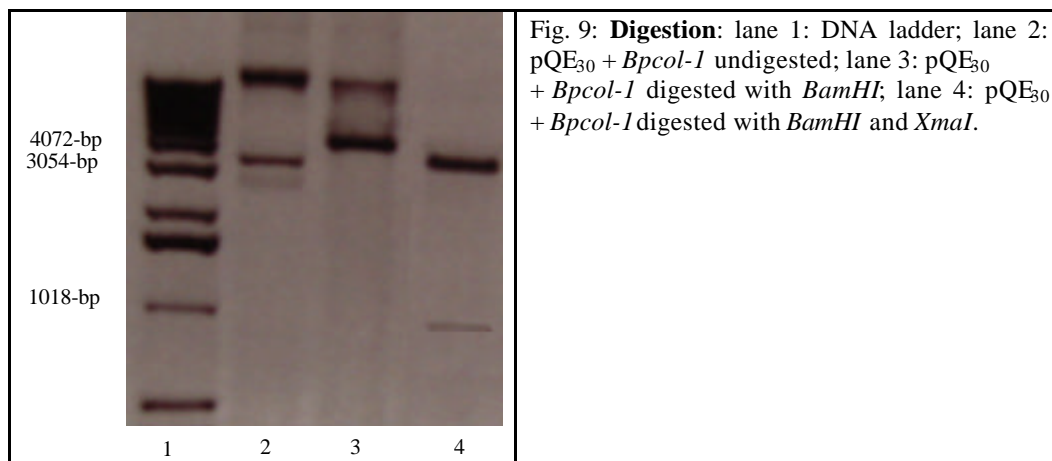 Fig. 9: Digestion: lane 1: DNA ladder; lane 2:
pQE30 + Bpcol-1 undigested; lane 3: pQE30
+ Bpcol-1 digested with BamHI; lane 4: pQE30
+ Bpcol-1 digested with BamHI and XmaI.
4072-bp
3054-bp
1018-bp
1 2 3 4